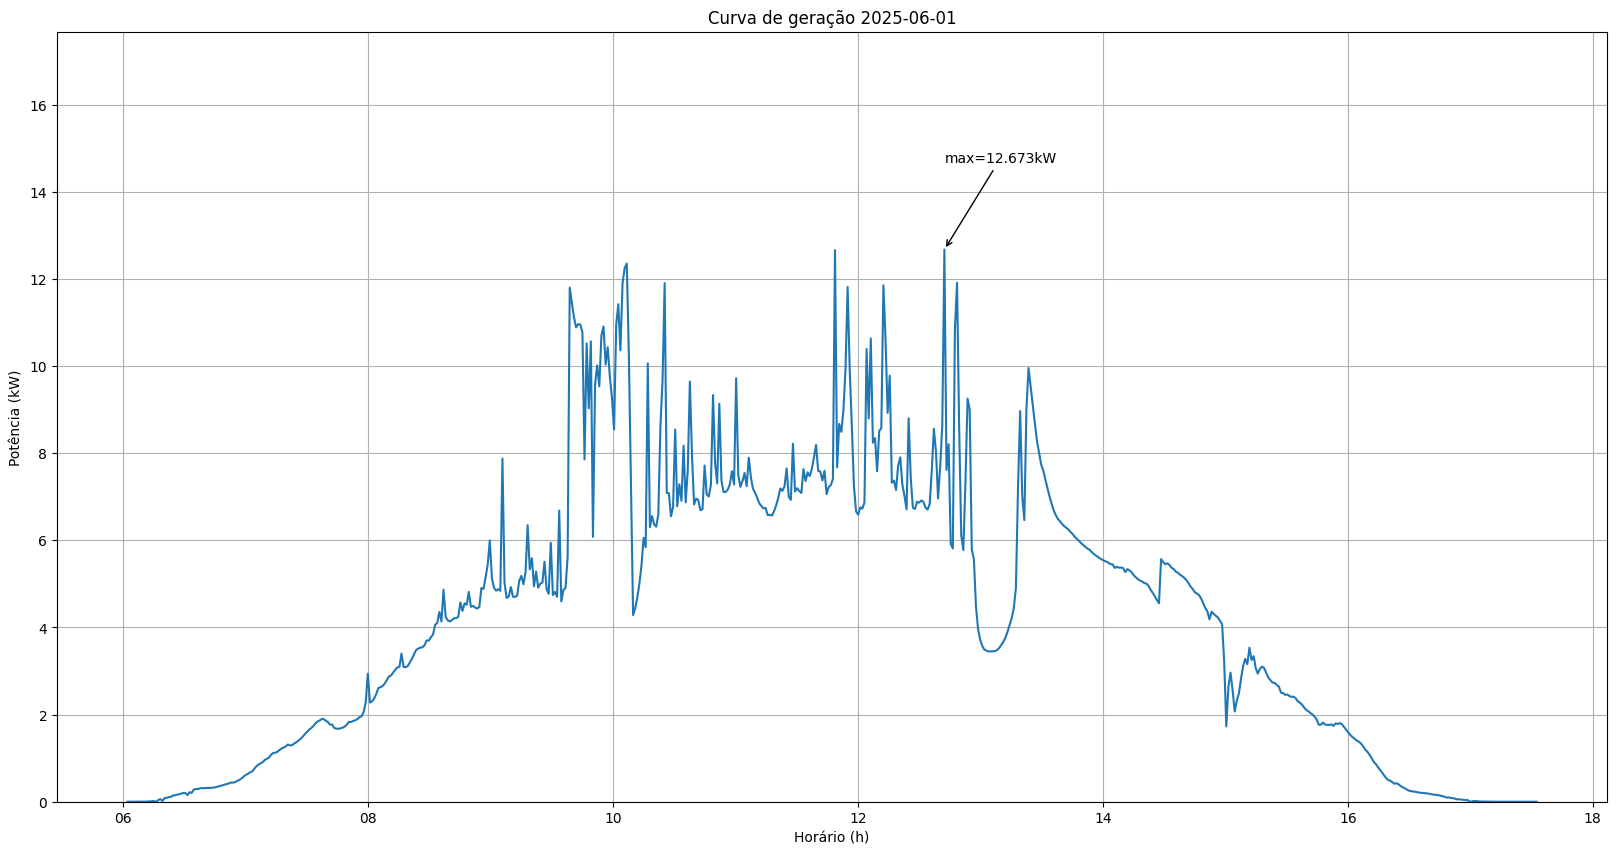 Curva de geração 2025-06-01
16
14
12
10
8
6
4
2
0
Potência (kW)
max=12.673kW
06 08 10 12 14 16 18
Horário (h)